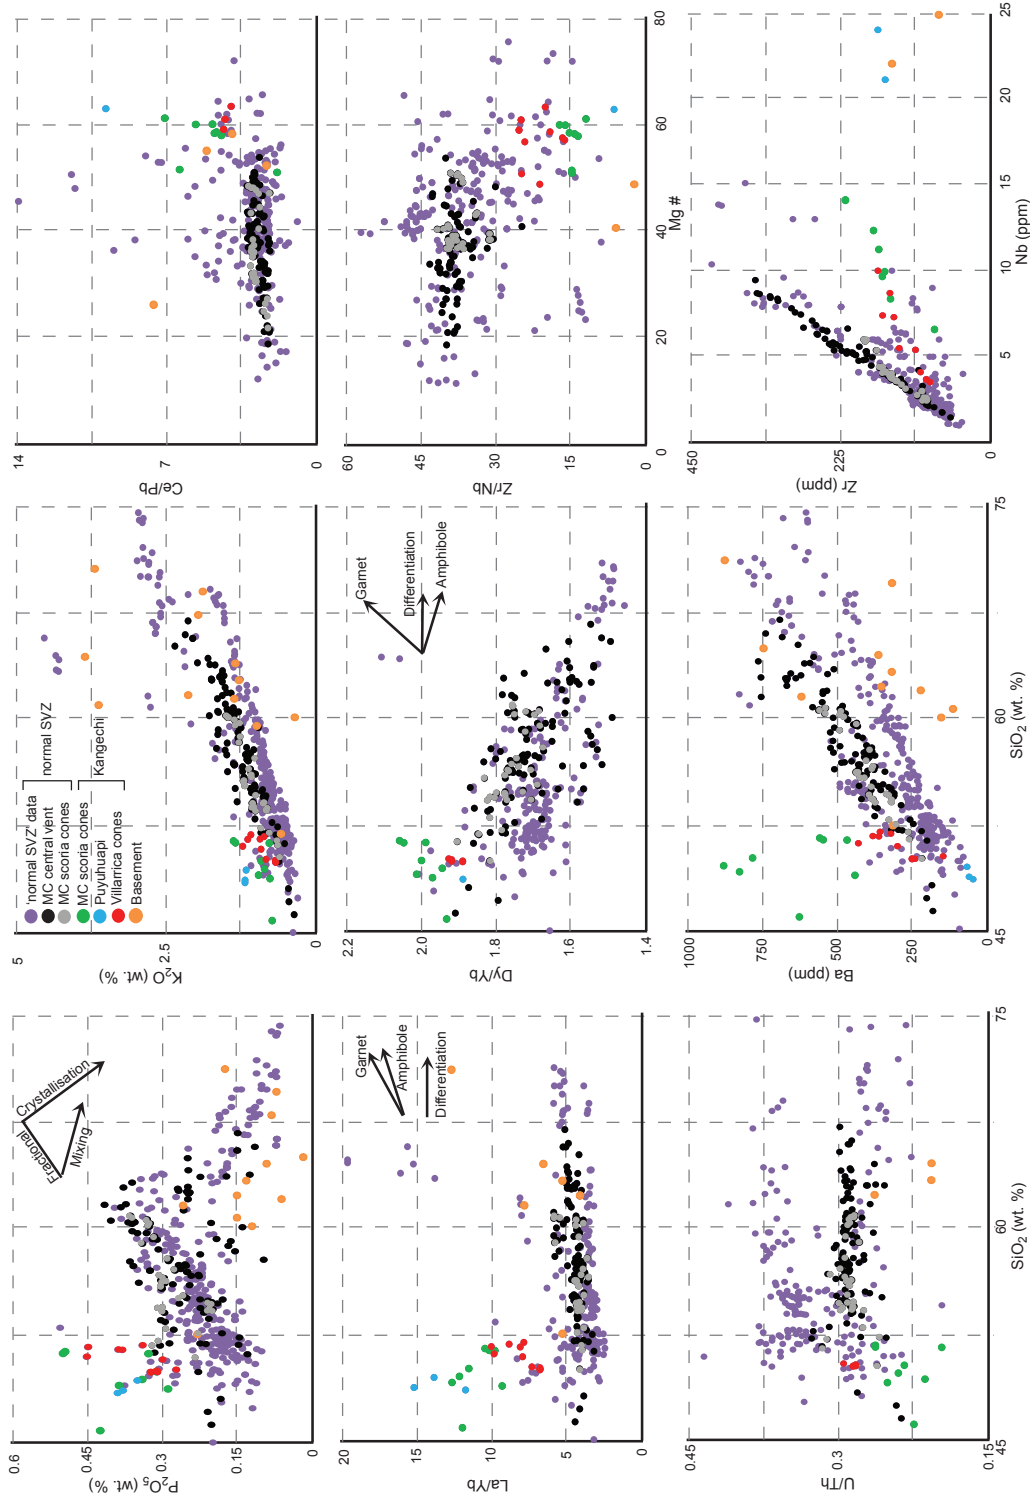 0.6
0.45
0.3
0.15
0
P₂O₅ (wt. %)
Fractional
Crystallisation
Mixing
5
2.5
0
K₂O (wt. %)
'normal SVZ' data
MC central vent
MC scoria cones
MC scoria cones
Puyuhuapi
Villarrica cones
Basement
normal SVZ
Kangechi
14
7
0
Ce/Pb
20
15
10
5
0
La/Yb
Garnet
Amphibole
Differentiation
2.2
2.0
1.8
1.6
1.4
Dy/Yb
Garnet
Differentiation
Amphibole
60
45
30
15
0
Zr/Nb
0
20
40
60
80
Mg #
0.45
0.3
0.15
U/Th
60
75
SiO₂ (wt. %)
1000
750
500
250
0
Ba (ppm)
45
60
75
SiO₂ (wt. %)
450
225
0
Zr (ppm)
5
10
15
20
25
Nb (ppm)